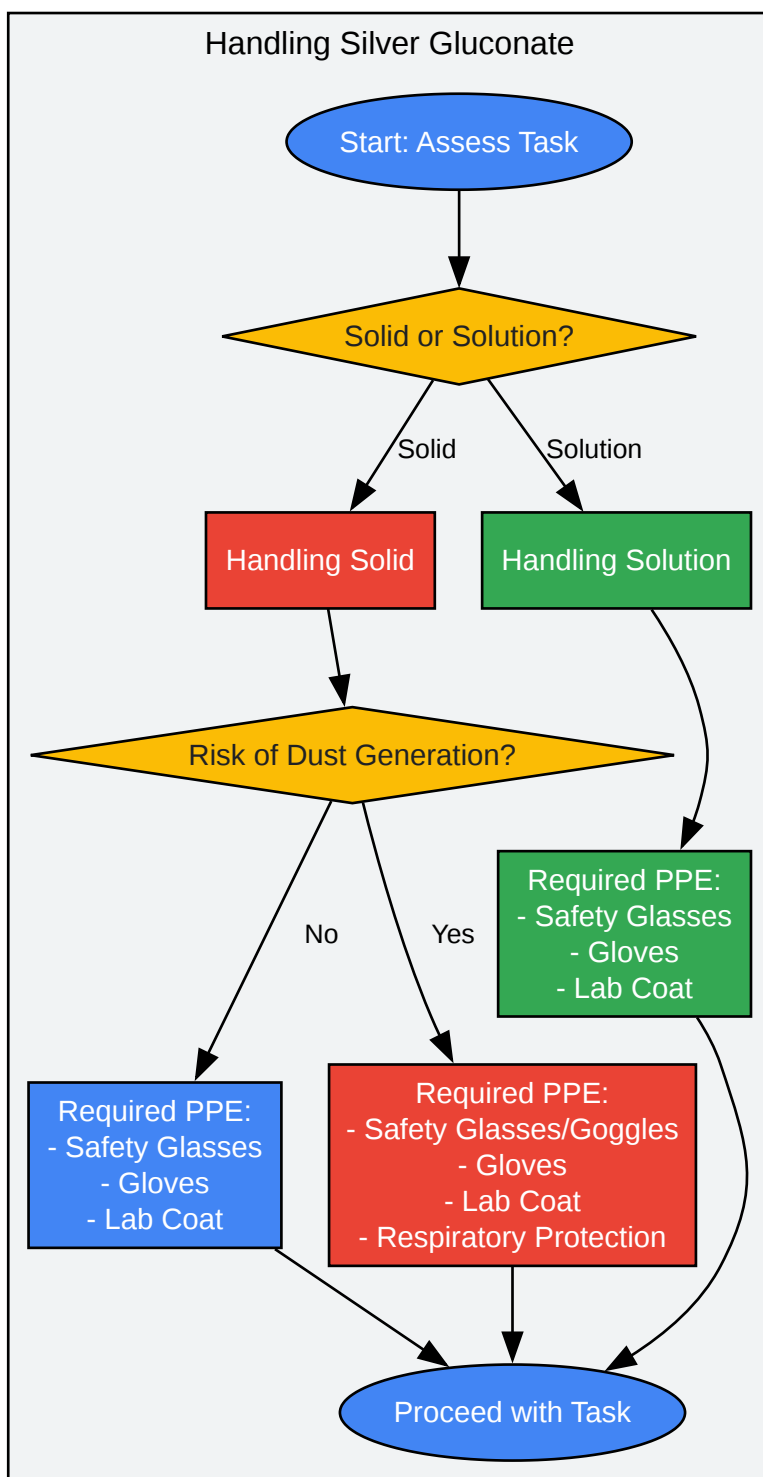 Handling Silver Gluconate
Start: Assess Task
Solid or Solution?
Solid
Solution
Handling Solid
Handling Solution
Risk of Dust Generation?
No
Yes
Required PPE:
- Safety Glasses
- Gloves
- Lab Coat
Required PPE:
- Safety Glasses/Goggles
- Gloves
- Lab Coat
- Respiratory Protection
Required PPE:
- Safety Glasses
- Gloves
- Lab Coat
Proceed with Task